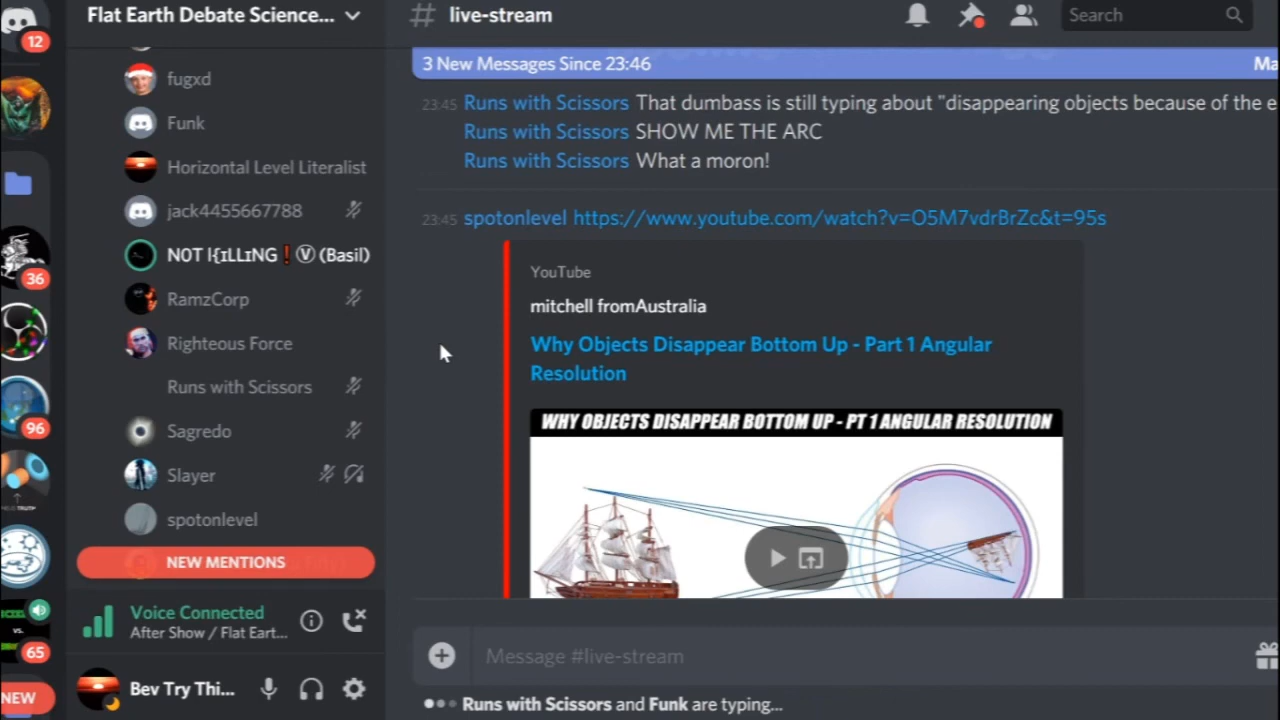 12
36
96
65
NEW
Flat Earth Debate Science...
fugxd
Funk
Horizontal Level Literalist
jack4455667788
NOT |{ɪLLɪNG❗Ⓥ (Basil)
RamzCorp
Righteous Force
Runs with Scissors
Sagredo
Slayer
spotonlevel
NEW MENTIONS
Voice Connected
After Show / Flat Eart...
Bev Try Thi...
# live-stream
Search
3 New Messages Since 23:46
Ma
23:45 Runs with Scissors That dumbass is still typing about "disappearing objects because of the e
Runs with Scissors SHOW ME THE ARC
Runs with Scissors What a moron!
23:45 spotonlevel https://www.youtube.com/watch?v=O5M7vdrBrZc&t=95s
YouTube
mitchell fromAustralia
Why Objects Disappear Bottom Up - Part 1 Angular
Resolution
WHY OBJECTS DISAPPEAR BOTTOM UP - PT 1 ANGULAR RESOLUTION
Message #live-stream
Runs with Scissors and Funk are typing...